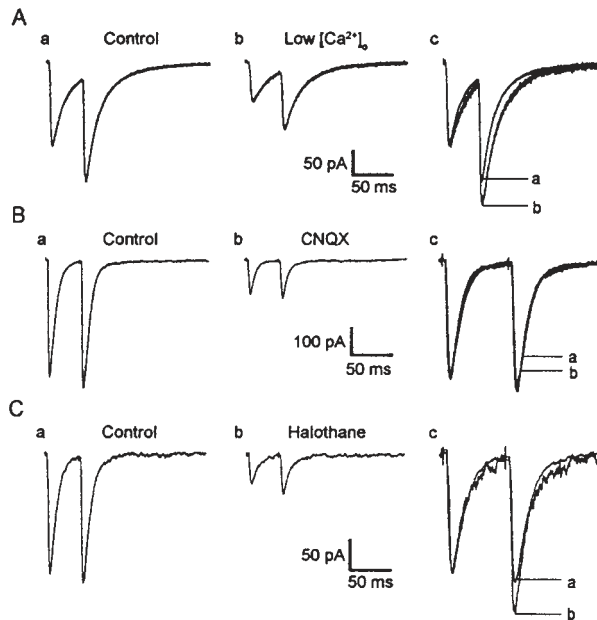 A
a Control b Low [Ca²⁺]ₒ c
50 pA
50 ms
a
b
B
a Control b CNQX c
100 pA
50 ms
a
b
C
a Control b Halothane c
50 pA
50 ms
a
b